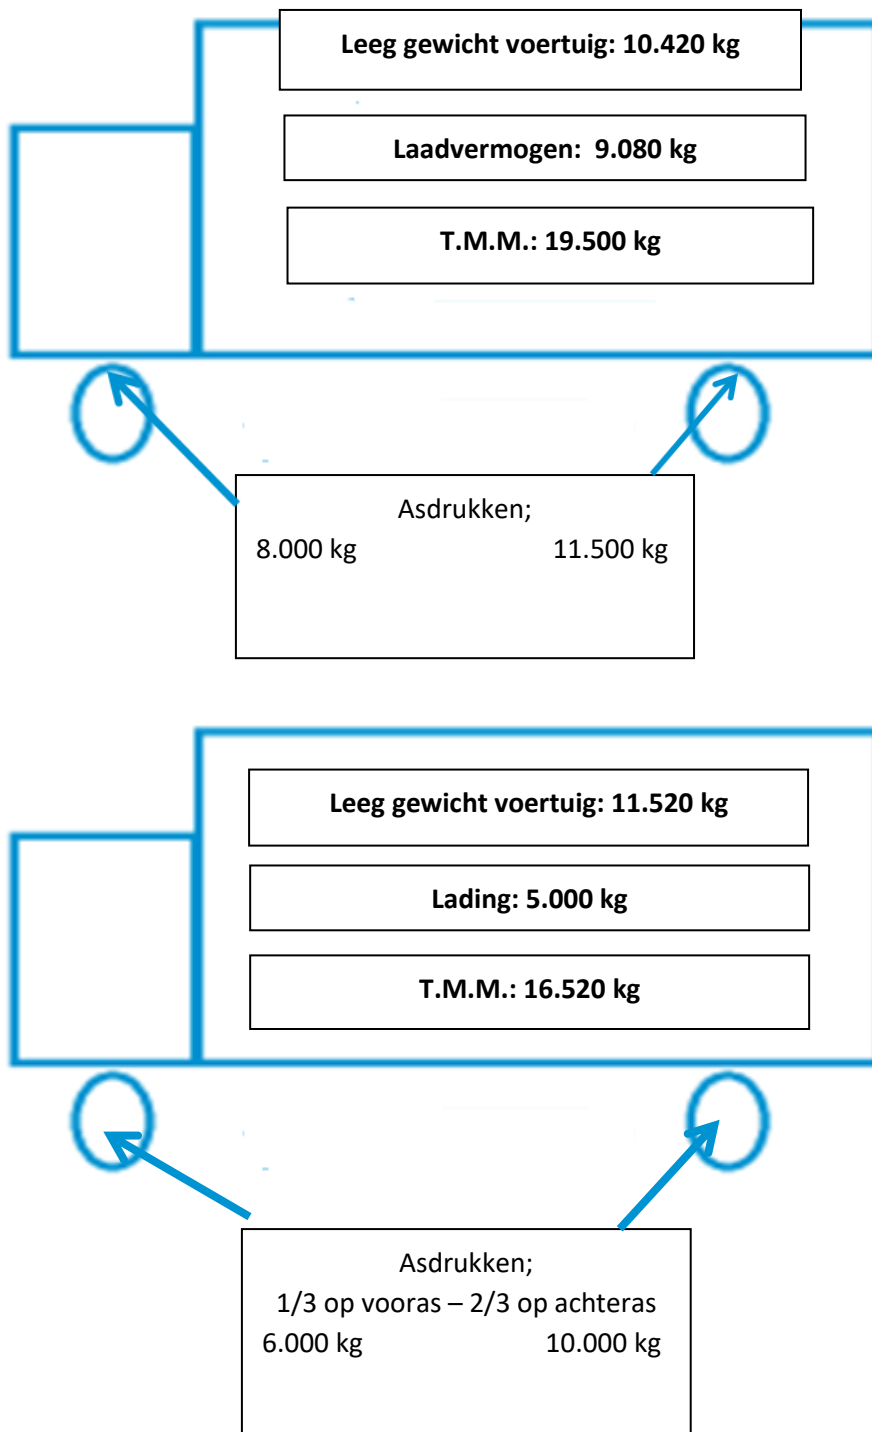 Leeg gewicht voertuig: 10.420 kg
Laadvermogen: 9.080 kg
T.M.M.: 19.500 kg
Asdrukken;
8.000 kg 11.500 kg
Leeg gewicht voertuig: 11.520 kg
Lading: 5.000 kg
T.M.M.: 16.520 kg
Asdrukken;
1/3 op vooras – 2/3 op achteras
6.000 kg 10.000 kg